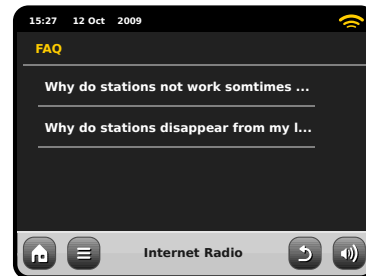 15:27 12 Oct 2009
FAQ
Why do stations not work somtimes ...
Why do stations disappear from my l...
Internet Radio